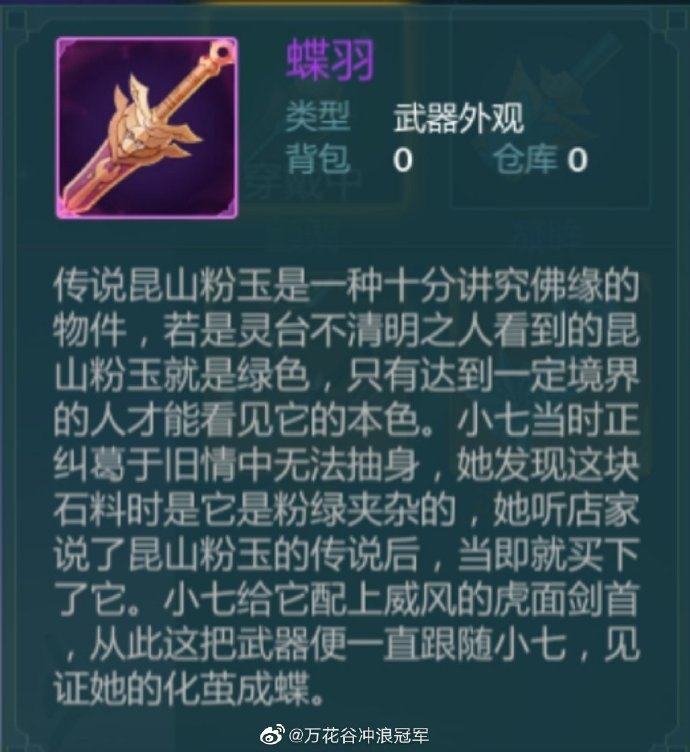 蝶羽
类型 武器外观
背包 0 仓库 0
穿戴中
传说昆山粉玉是一种十分讲究佛缘的
物件，若是灵台不清明之人看到的昆
山粉玉就是绿色，只有达到一定境界
的人才能看见它的本色。小七当时正
纠葛于旧情中无法抽身，她发现这块
石料时是它是粉绿夹杂的，她听店家
说了昆山粉玉的传说后，当即就买下
了它。小七给它配上威风的虎面剑首
，从此这把武器便一直跟随小七，见
证她的化茧成蝶。
@万花谷冲浪冠军